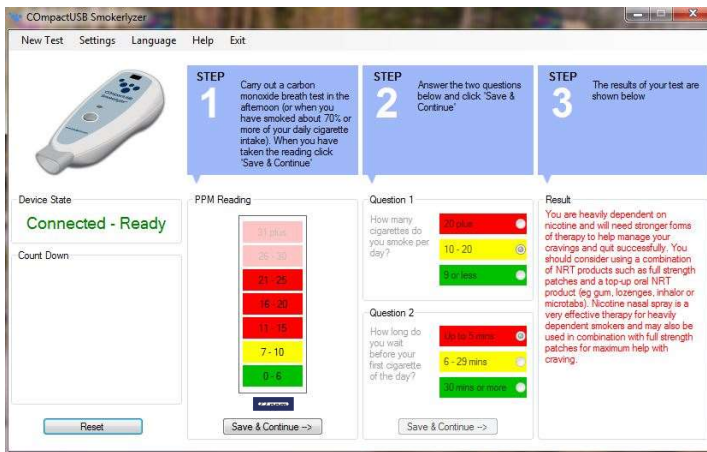 COmpactUSB Smokerlyzer
New Test Settings Language Help Exit
STEP
1
Carry out a carbon
monoxide breath test in the
afternoon (or when you
have smoked about 70% or
more of your daily cigarette
intake). When you have
taken the reading click
'Save & Continue'
STEP
2
Answer the two questions
below and click 'Save &
Continue'
STEP
3
The results of your test are
shown below
Device State
Connected - Ready
Count Down
Reset
PPM Reading
31 plus
26 - 30
21 - 25
16 - 20
11 - 15
7 - 10
0 - 6
Save & Continue -->
Question 1
How many
cigarettes do
you smoke per
day?
20 plus
10 - 20
9 or less
Question 2
How long do
you wait
before your
first cigarette
of the day?
Up to 5 mins
6 - 29 mins
30 mins or more
Save & Continue -->
Result
You are heavily dependent on
nicotine and will need stronger forms
of therapy to help manage your
cravings and quit successfully. You
should consider using a combination
of NRT products such as full strength
patches and a top-up oral NRT
product (eg gum, lozenges, inhalor or
microtabs). Nicotine nasal spray is a
very effective therapy for heavily
dependent smokers and may also be
used in combination with full strength
patches for maximum help with
craving.